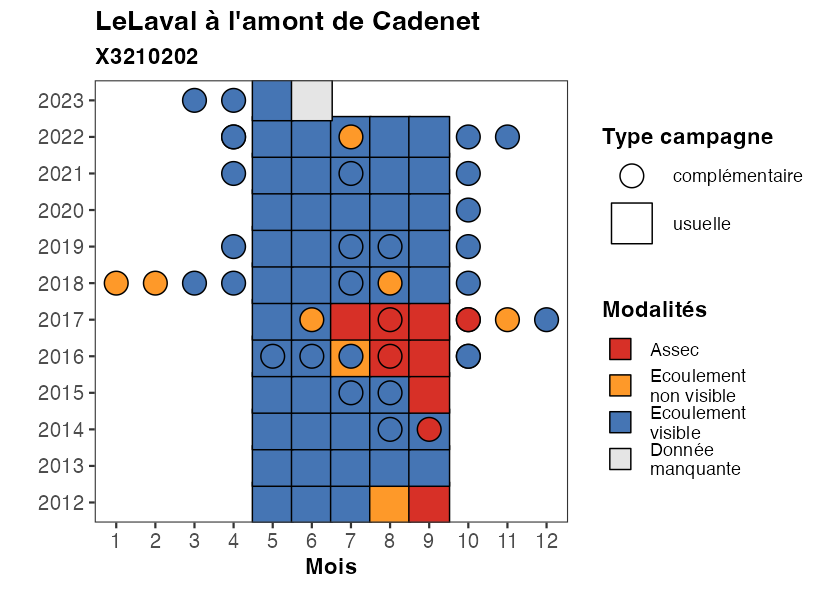 LeLaval à l'amont de Cadenet
X3210202
2023
2022
2021
2020
2019
2018
2017
2016
2015
2014
2013
2012
1 2 3 4 5 6 7 8 9 10 11 12
Mois
Type campagne
complémentaire
usuelle
Modalités
Assec
Ecoulement
non visible
Ecoulement
visible
Donnée
manquante